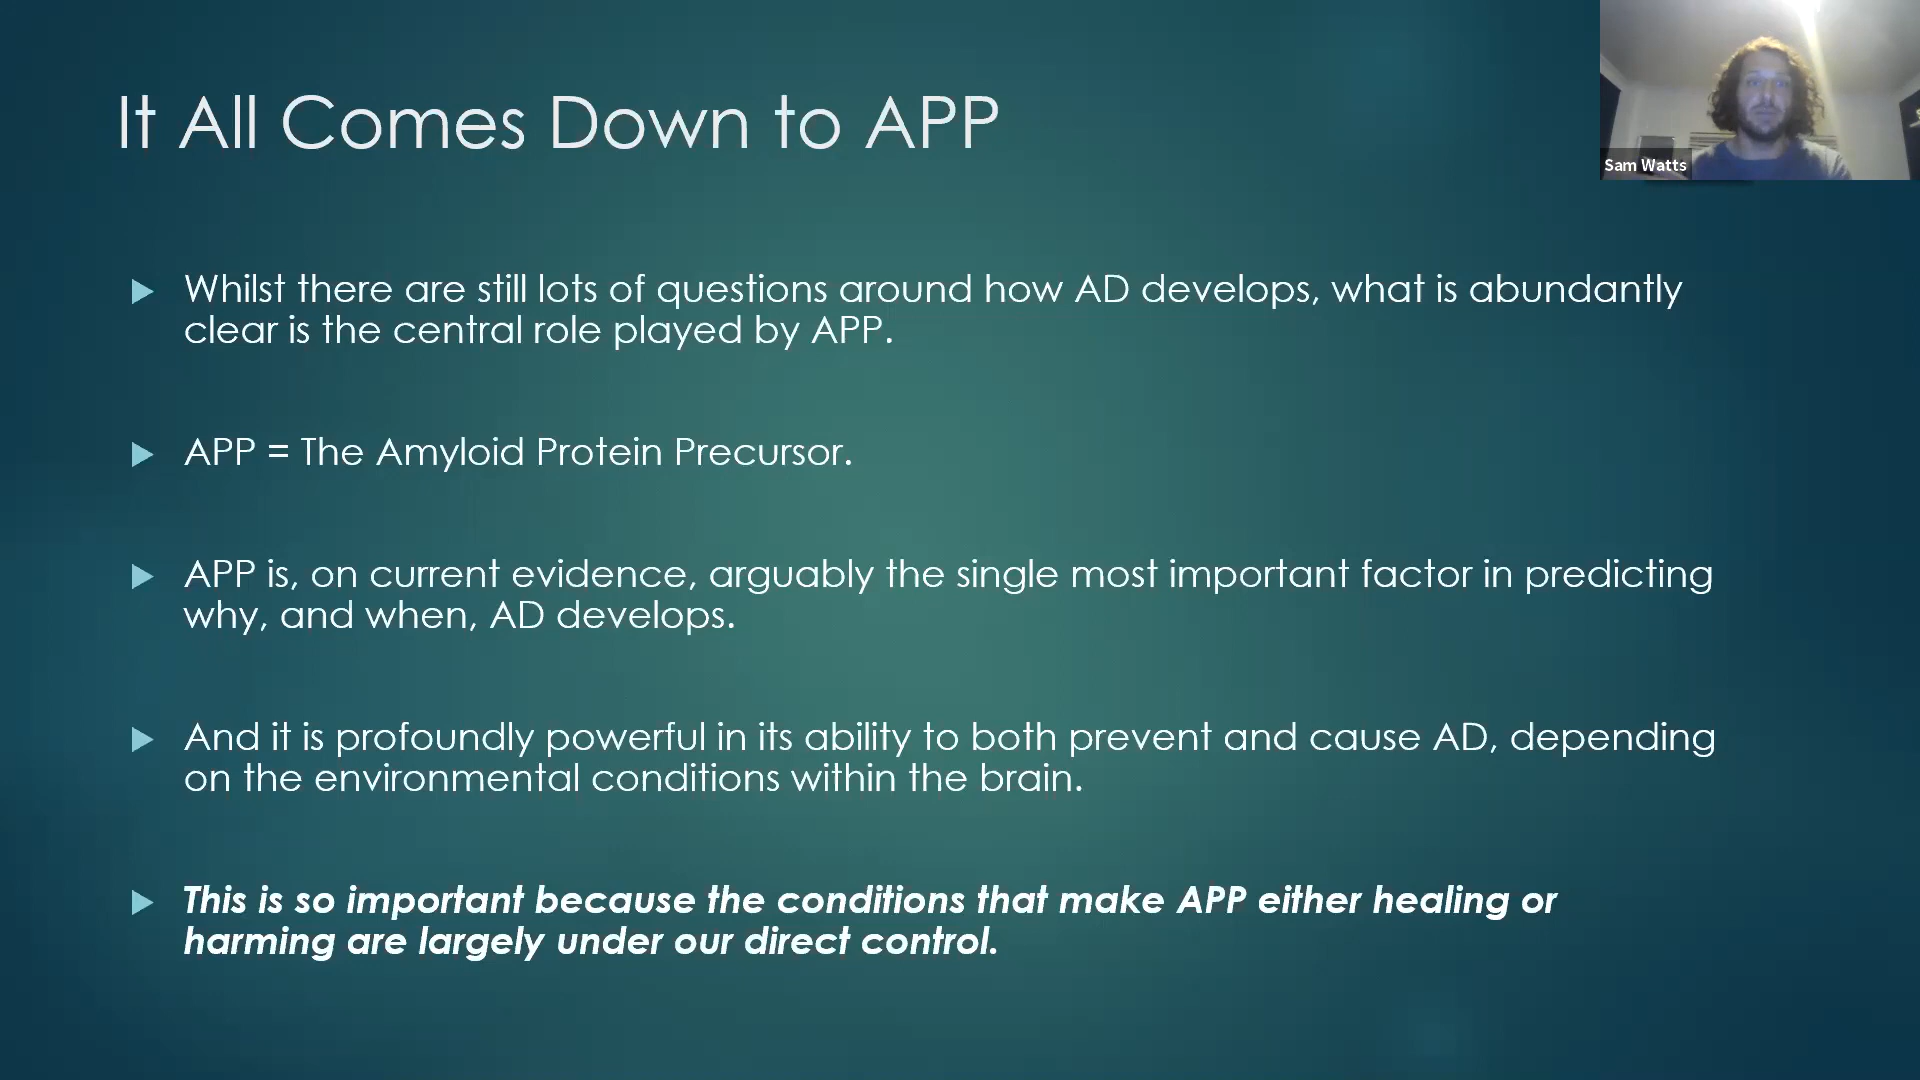 It All Comes Down to APP
Sam Watts
Whilst there are still lots of questions around how AD develops, what is abundantly
clear is the central role played by APP.
APP = The Amyloid Protein Precursor.
APP is, on current evidence, arguably the single most important factor in predicting
why, and when, AD develops.
And it is profoundly powerful in its ability to both prevent and cause AD, depending
on the environmental conditions within the brain.
This is so important because the conditions that make APP either healing or
harming are largely under our direct control.